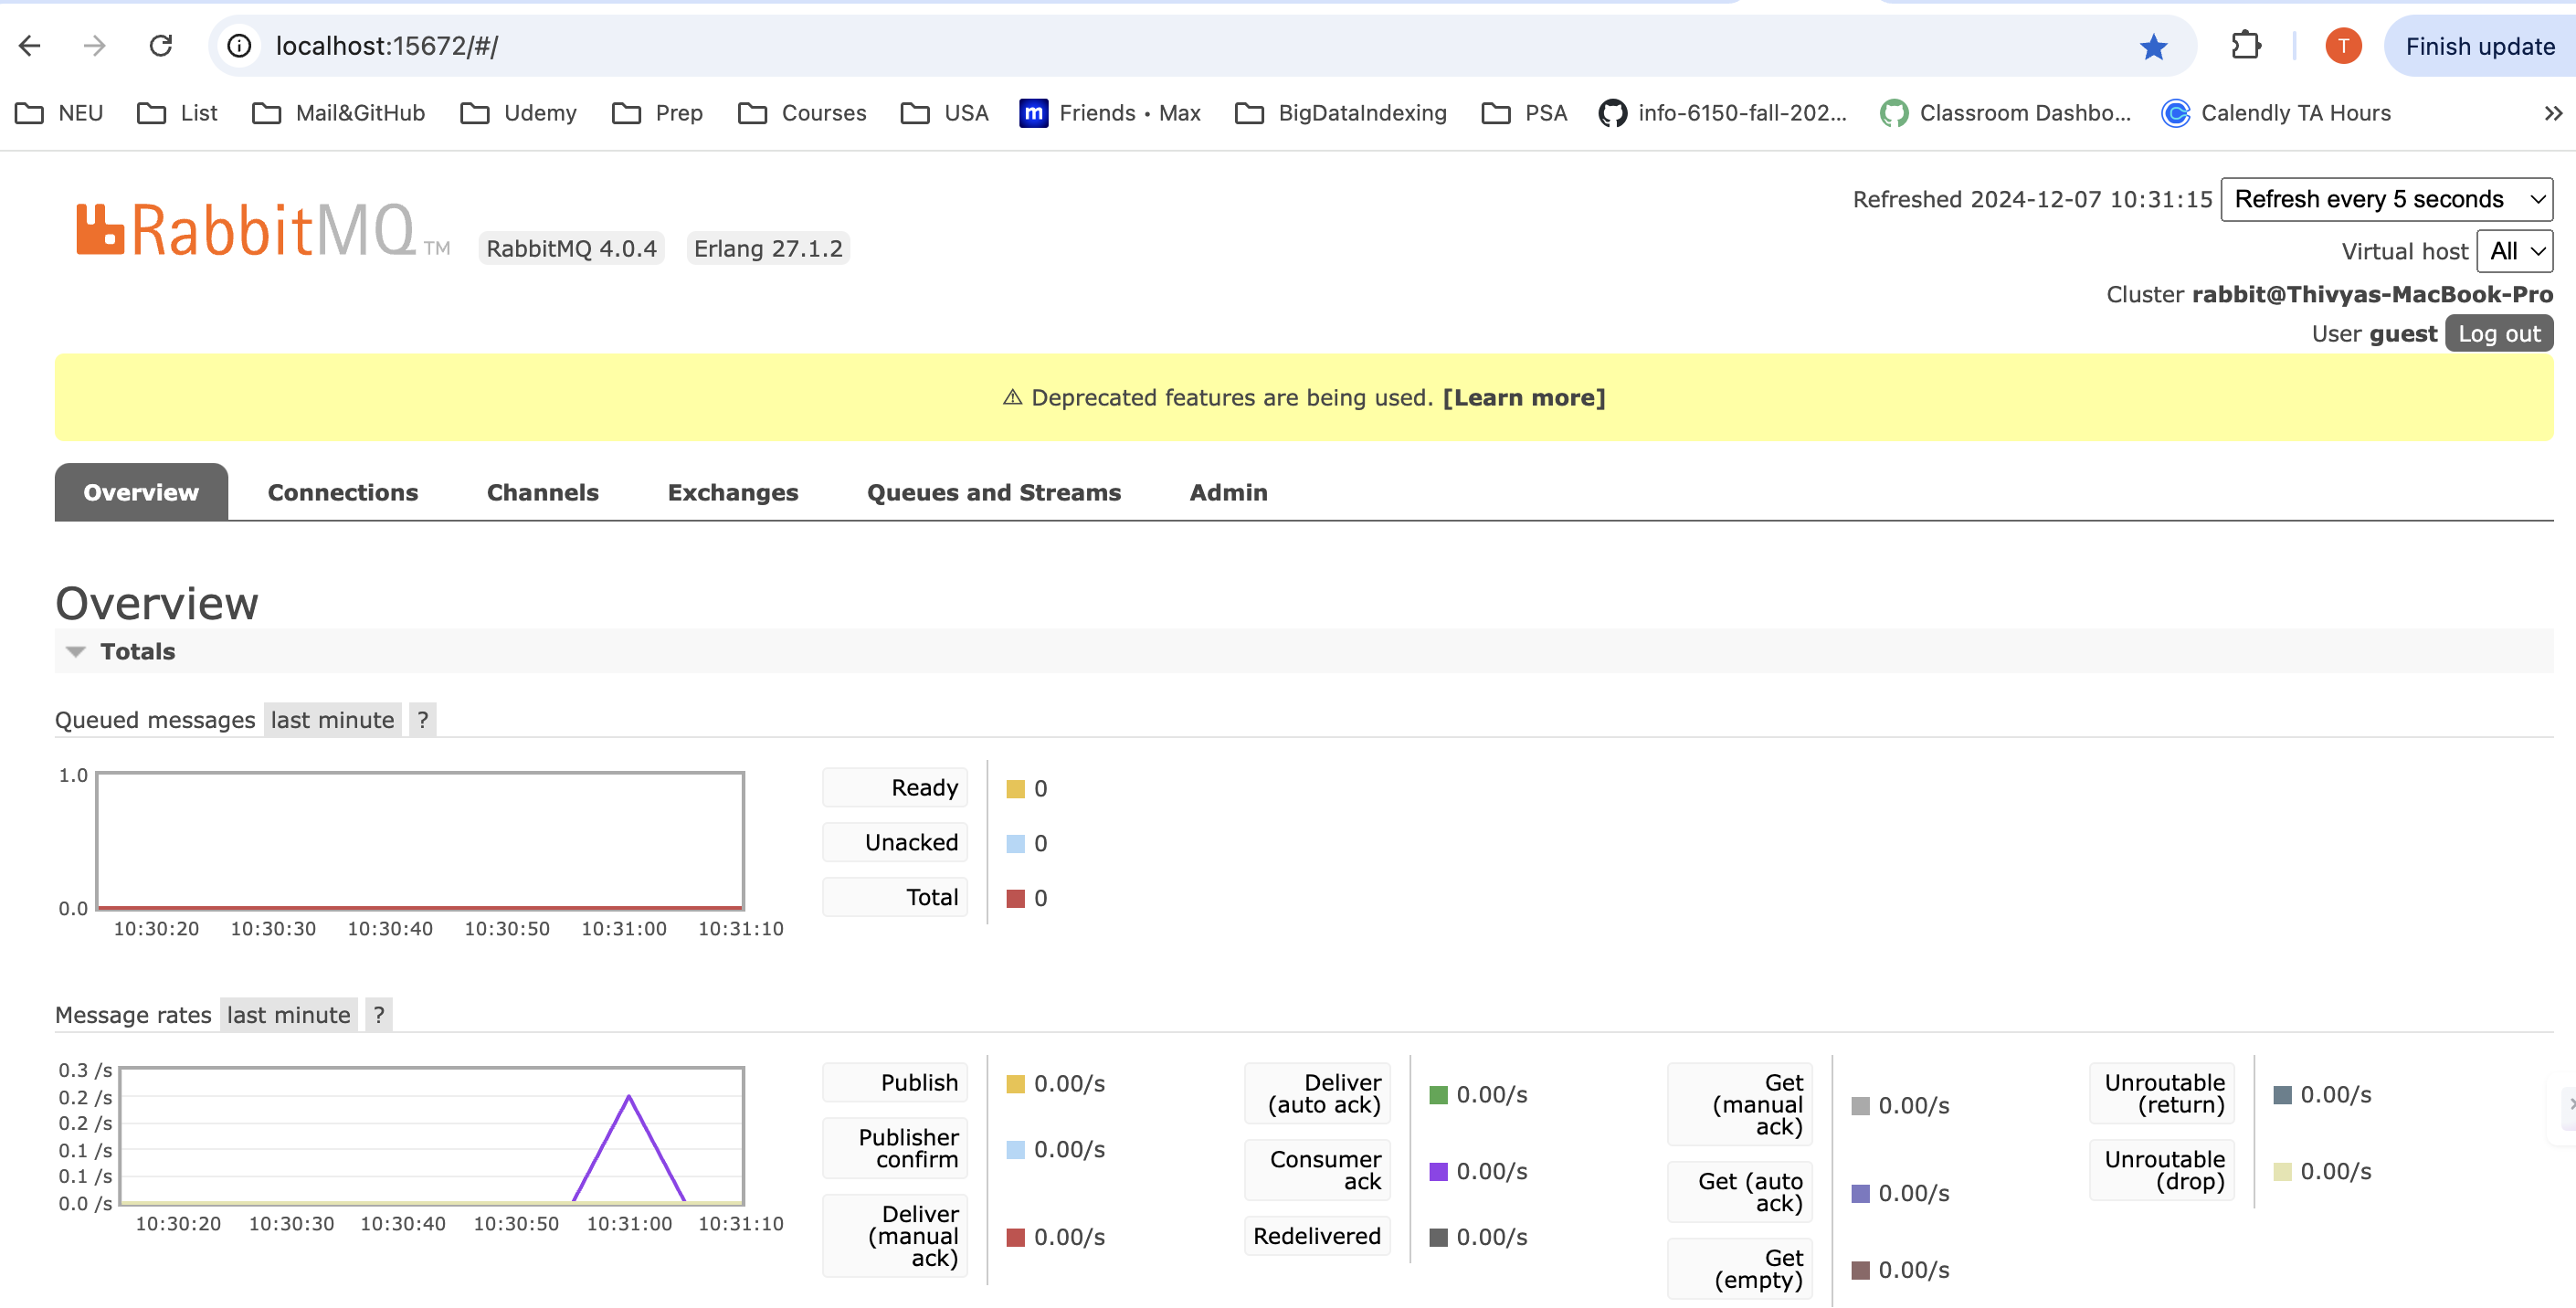 localhost:15672/#/
T
Finish update
NEU List Mail&GitHub Udemy Prep Courses USA m Friends • Max BigDataIndexing PSA info-6150-fall-202... Classroom Dashbo... Calendly TA Hours »
RabbitMQ TM RabbitMQ 4.0.4 Erlang 27.1.2
Refreshed 2024-12-07 10:31:15 Refresh every 5 seconds
Virtual host All
Cluster rabbit@Thivyas-MacBook-Pro
User guest Log out
⚠ Deprecated features are being used. [Learn more]
Overview Connections Channels Exchanges Queues and Streams Admin
Overview
Totals
Queued messages last minute ?
1.0
0.0
10:30:20 10:30:30 10:30:40 10:30:50 10:31:00 10:31:10
Ready 0
Unacked 0
Total 0
Message rates last minute ?
0.3 /s
0.2 /s
0.2 /s
0.1 /s
0.1 /s
0.0 /s
10:30:20 10:30:30 10:30:40 10:30:50 10:31:00 10:31:10
Publish 0.00/s
Publisher
confirm 0.00/s
Deliver
(manual
ack) 0.00/s
Deliver
(auto ack) 0.00/s
Consumer
ack 0.00/s
Redelivered 0.00/s
Get
(manual
ack) 0.00/s
Get (auto
ack) 0.00/s
Get
(empty) 0.00/s
Unroutable
(return) 0.00/s
Unroutable
(drop) 0.00/s